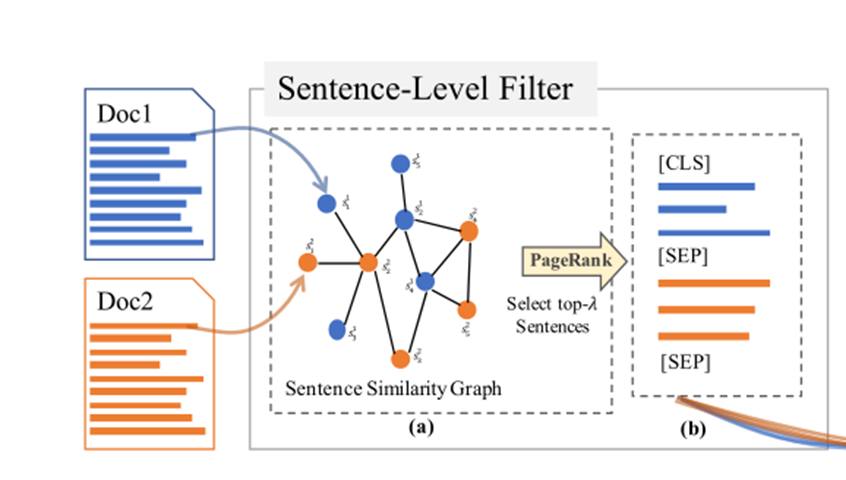 Sentence-Level Filter
Doc1
Doc2
PageRank
Select top-λ
Sentences
Sentence Similarity Graph
(a)
[CLS]
[SEP]
[SEP]
(b)